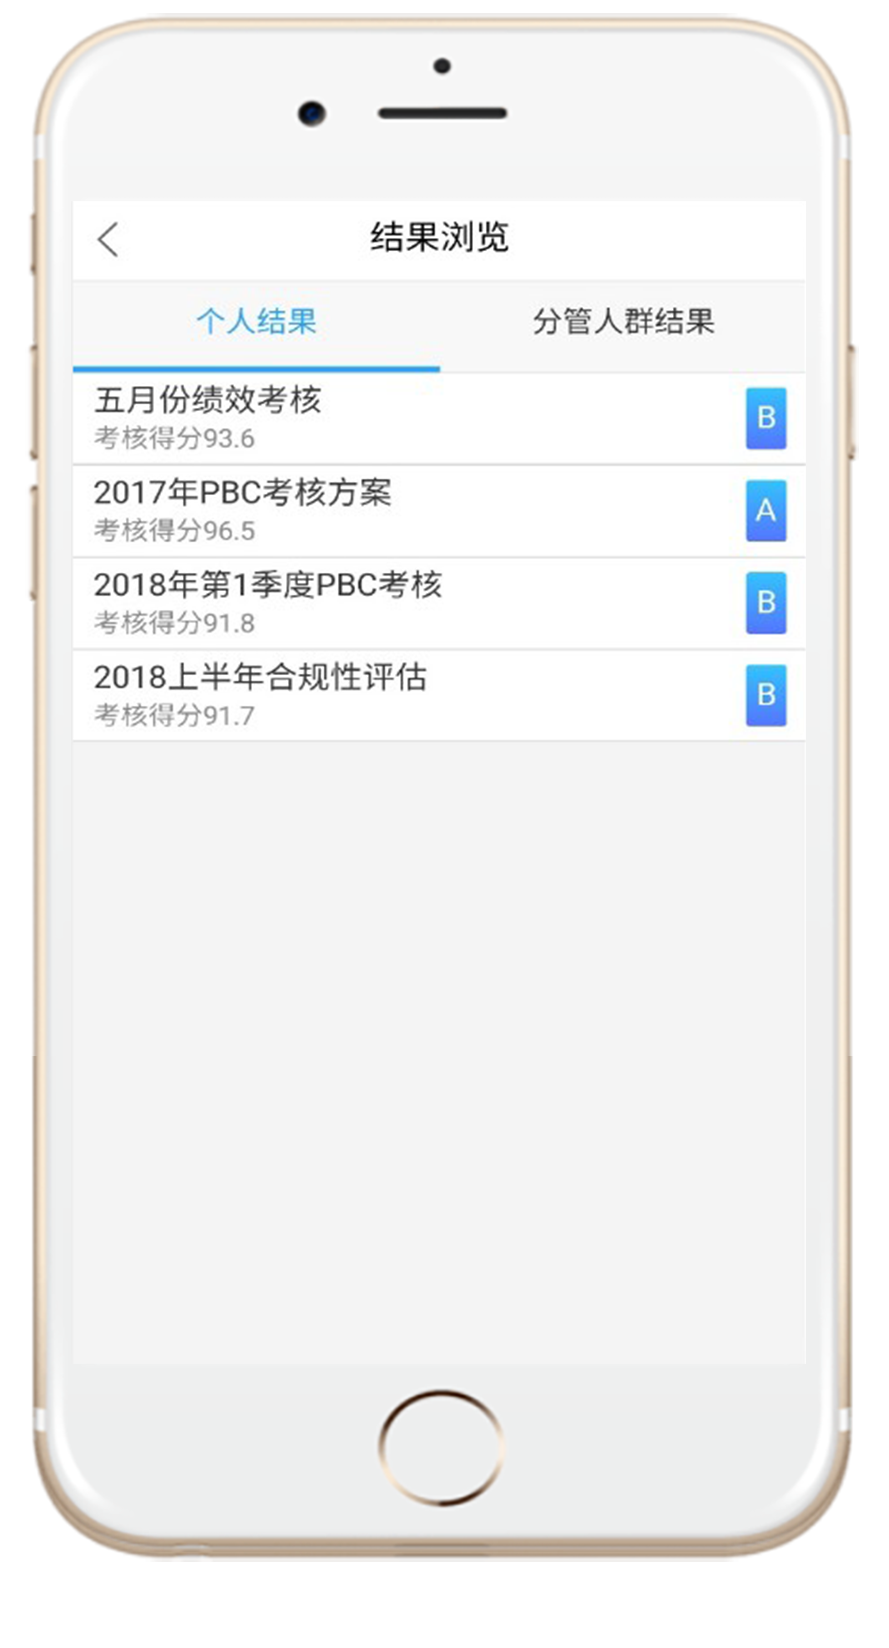 结果浏览
个人结果
分管人群结果
五月份绩效考核
考核得分93.6
B
2017年PBC考核方案
考核得分96.5
A
2018年第1季度PBC考核
考核得分91.8
B
2018上半年合规性评估
考核得分91.7
B